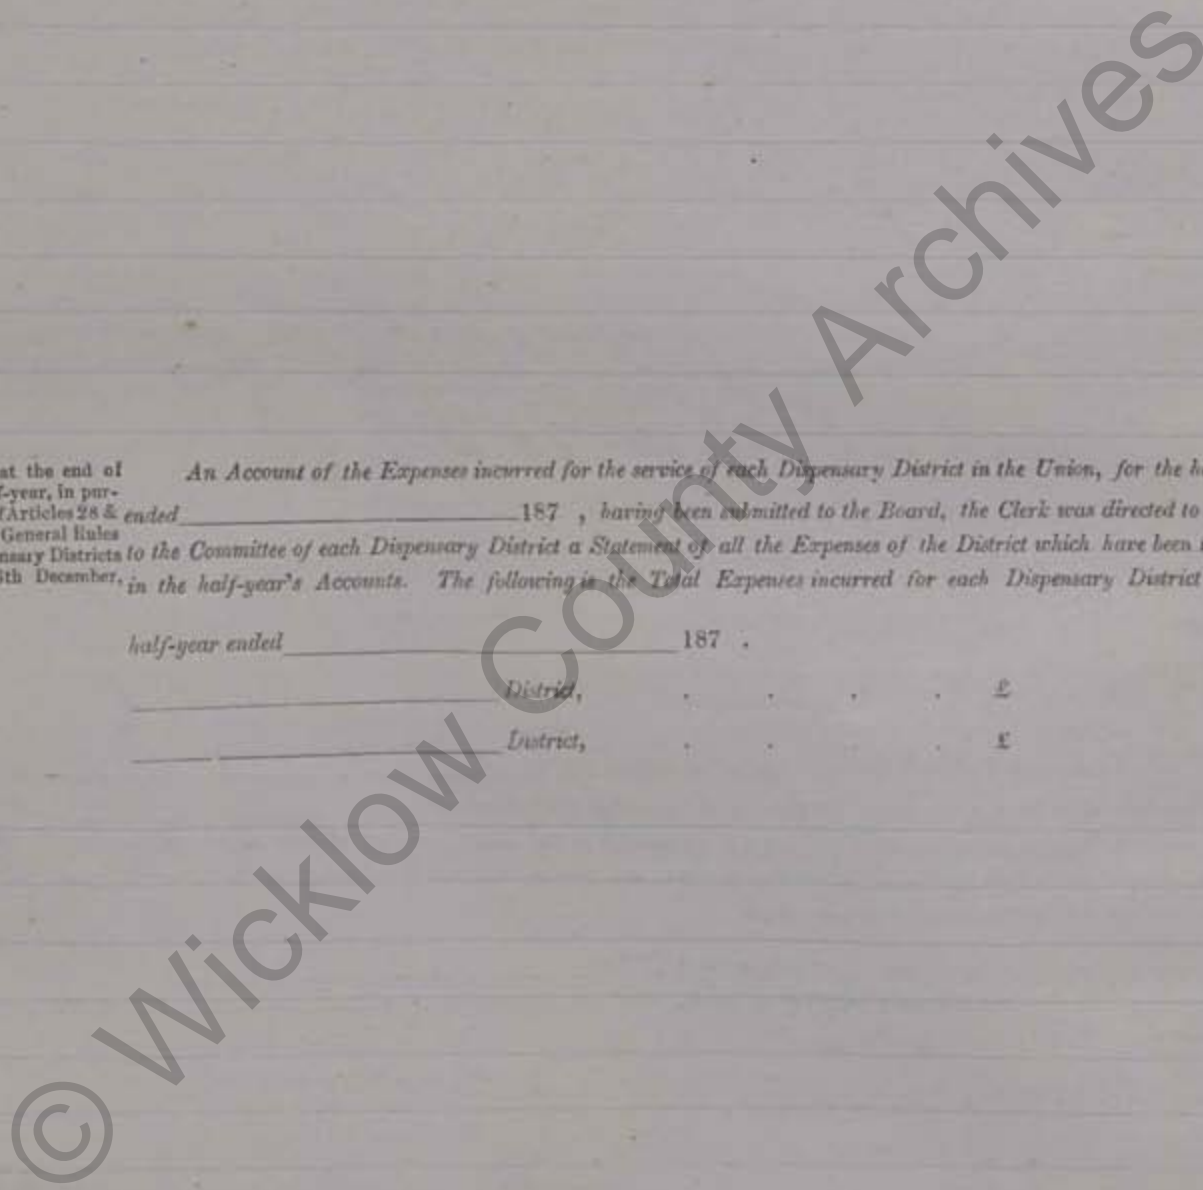 at the end of
f-year, in pur-
f Articles 28 &
General Rules
nsary Districts
th December,
An Account of the Expenses incurred for the service of each Dispensary District in the Union, for the h
ended 187 , having been submitted to the Board, the Clerk was directed to
to the Committee of each Dispensary District a Statement of all the Expenses of the District which have been
in the half-year's Accounts. The following is the Total Expenses incurred for each Dispensary District
half-year ended 187 .
District, . . . . £
District, . . . . £
© Wicklow County Archives